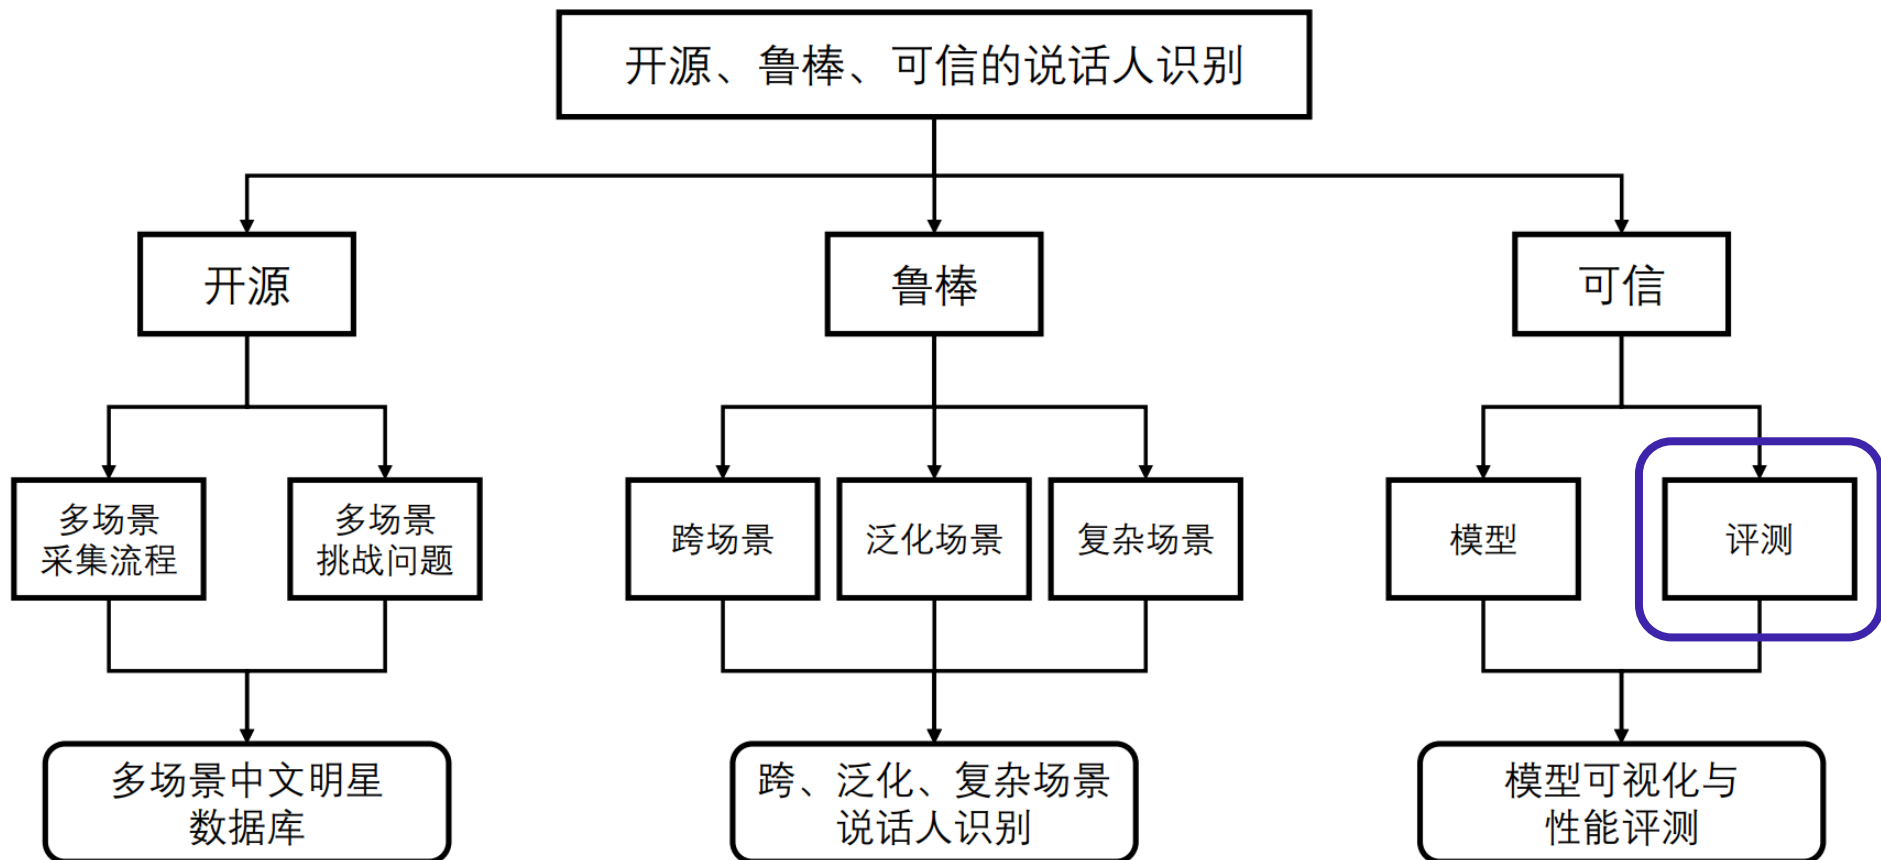 开源、鲁棒、可信的说话人识别
开源
鲁棒
可信
多场景
采集流程
多场景
挑战问题
跨场景
泛化场景
复杂场景
模型
评测
多场景中文明星
数据库
跨、泛化、复杂场景
说话人识别
模型可视化与
性能评测